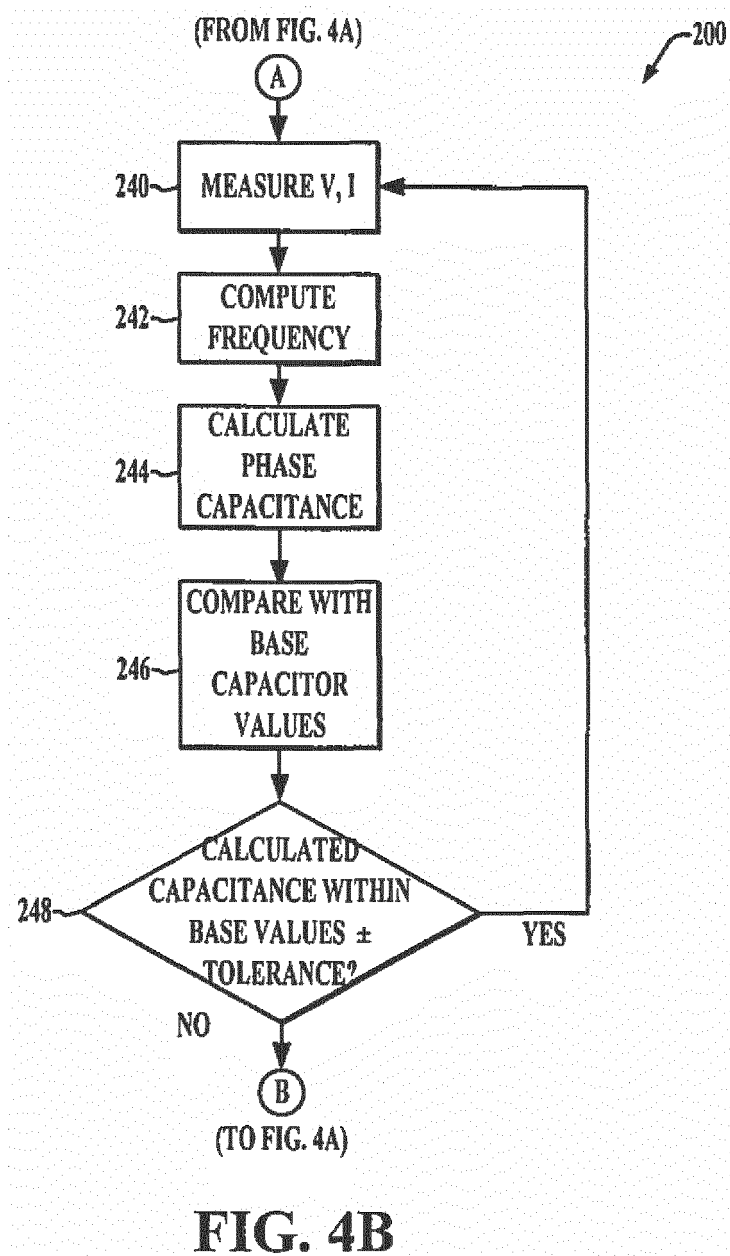 (FROM FIG. 4A)
200
A
240
MEASURE V, I
242
COMPUTE
FREQUENCY
244
CALCULATE
PHASE
CAPACITANCE
246
COMPARE WITH
BASE
CAPACITOR
VALUES
248
CALCULATED
CAPACITANCE WITHIN
BASE VALUES ±
TOLERANCE?
YES
NO
B
(TO FIG. 4A)
FIG. 4B